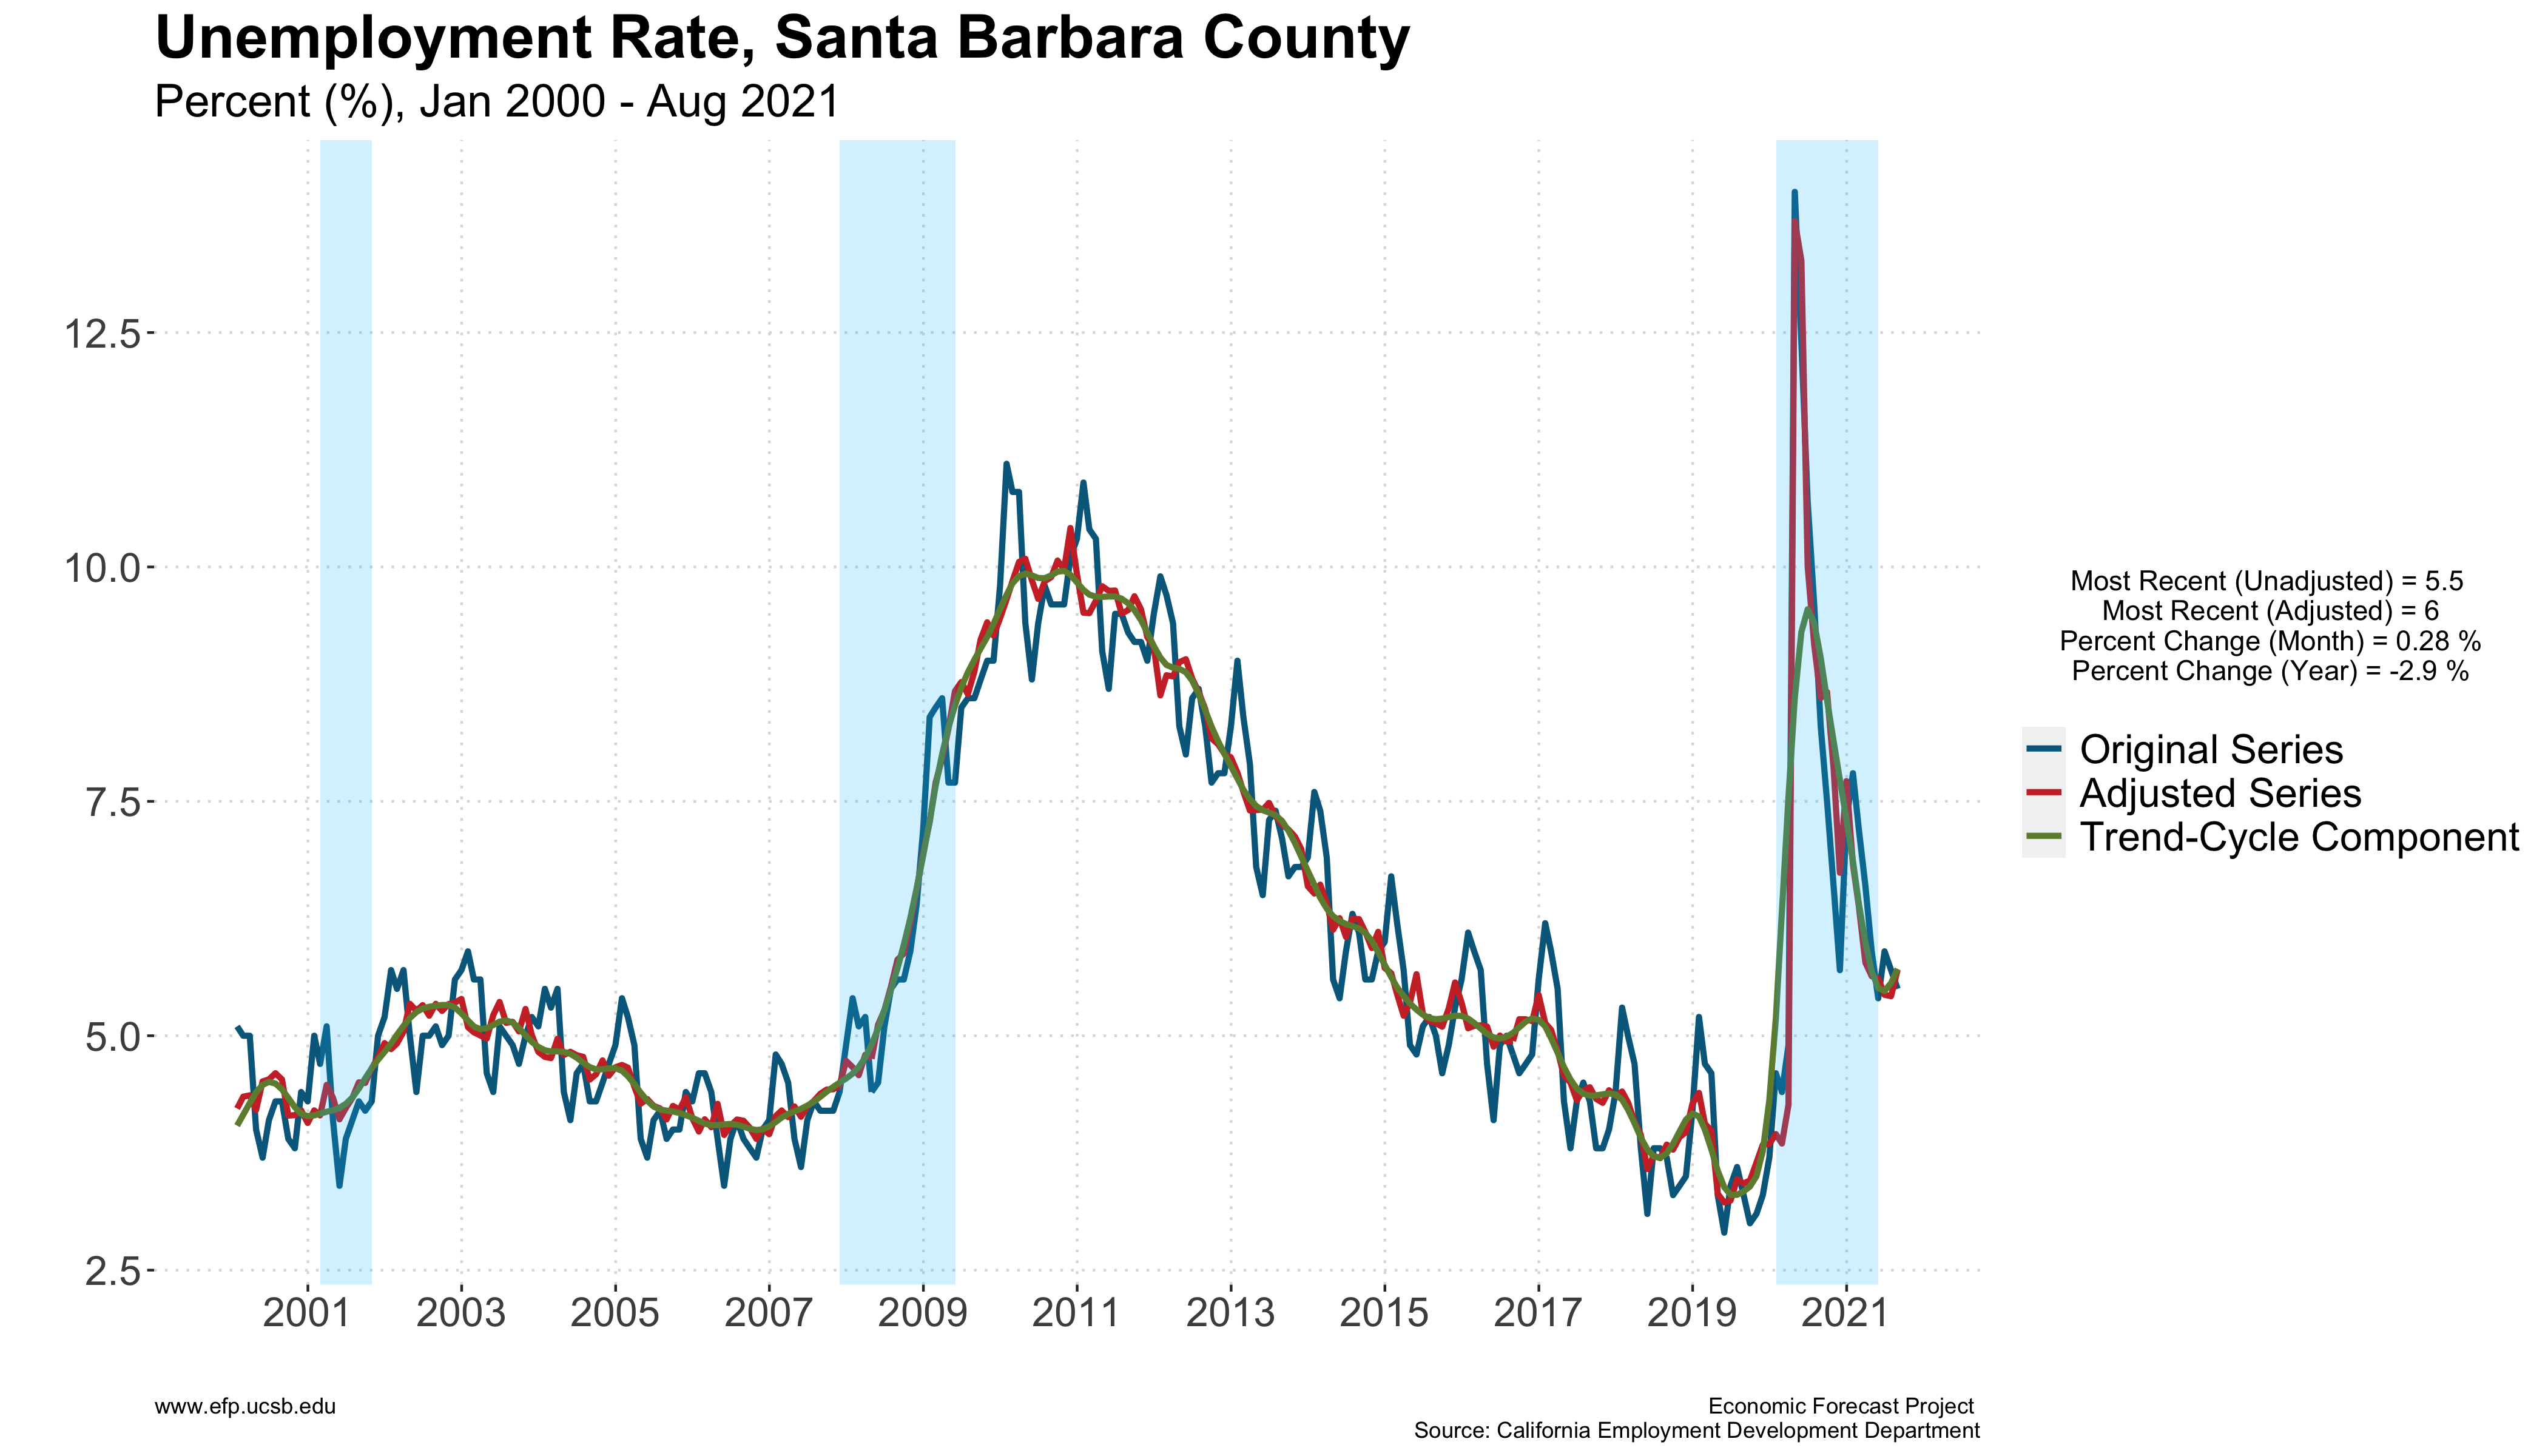 Unemployment Rate, Santa Barbara County
Percent (%), Jan 2000 - Aug 2021
12.5
10.0
7.5
5.0
2.5
2001 2003 2005 2007 2009 2011 2013 2015 2017 2019 2021
Most Recent (Unadjusted) = 5.5
Most Recent (Adjusted) = 6
Percent Change (Month) = 0.28 %
Percent Change (Year) = -2.9 %
Original Series
Adjusted Series
Trend-Cycle Component
www.efp.ucsb.edu
Economic Forecast Project
Source: California Employment Development Department